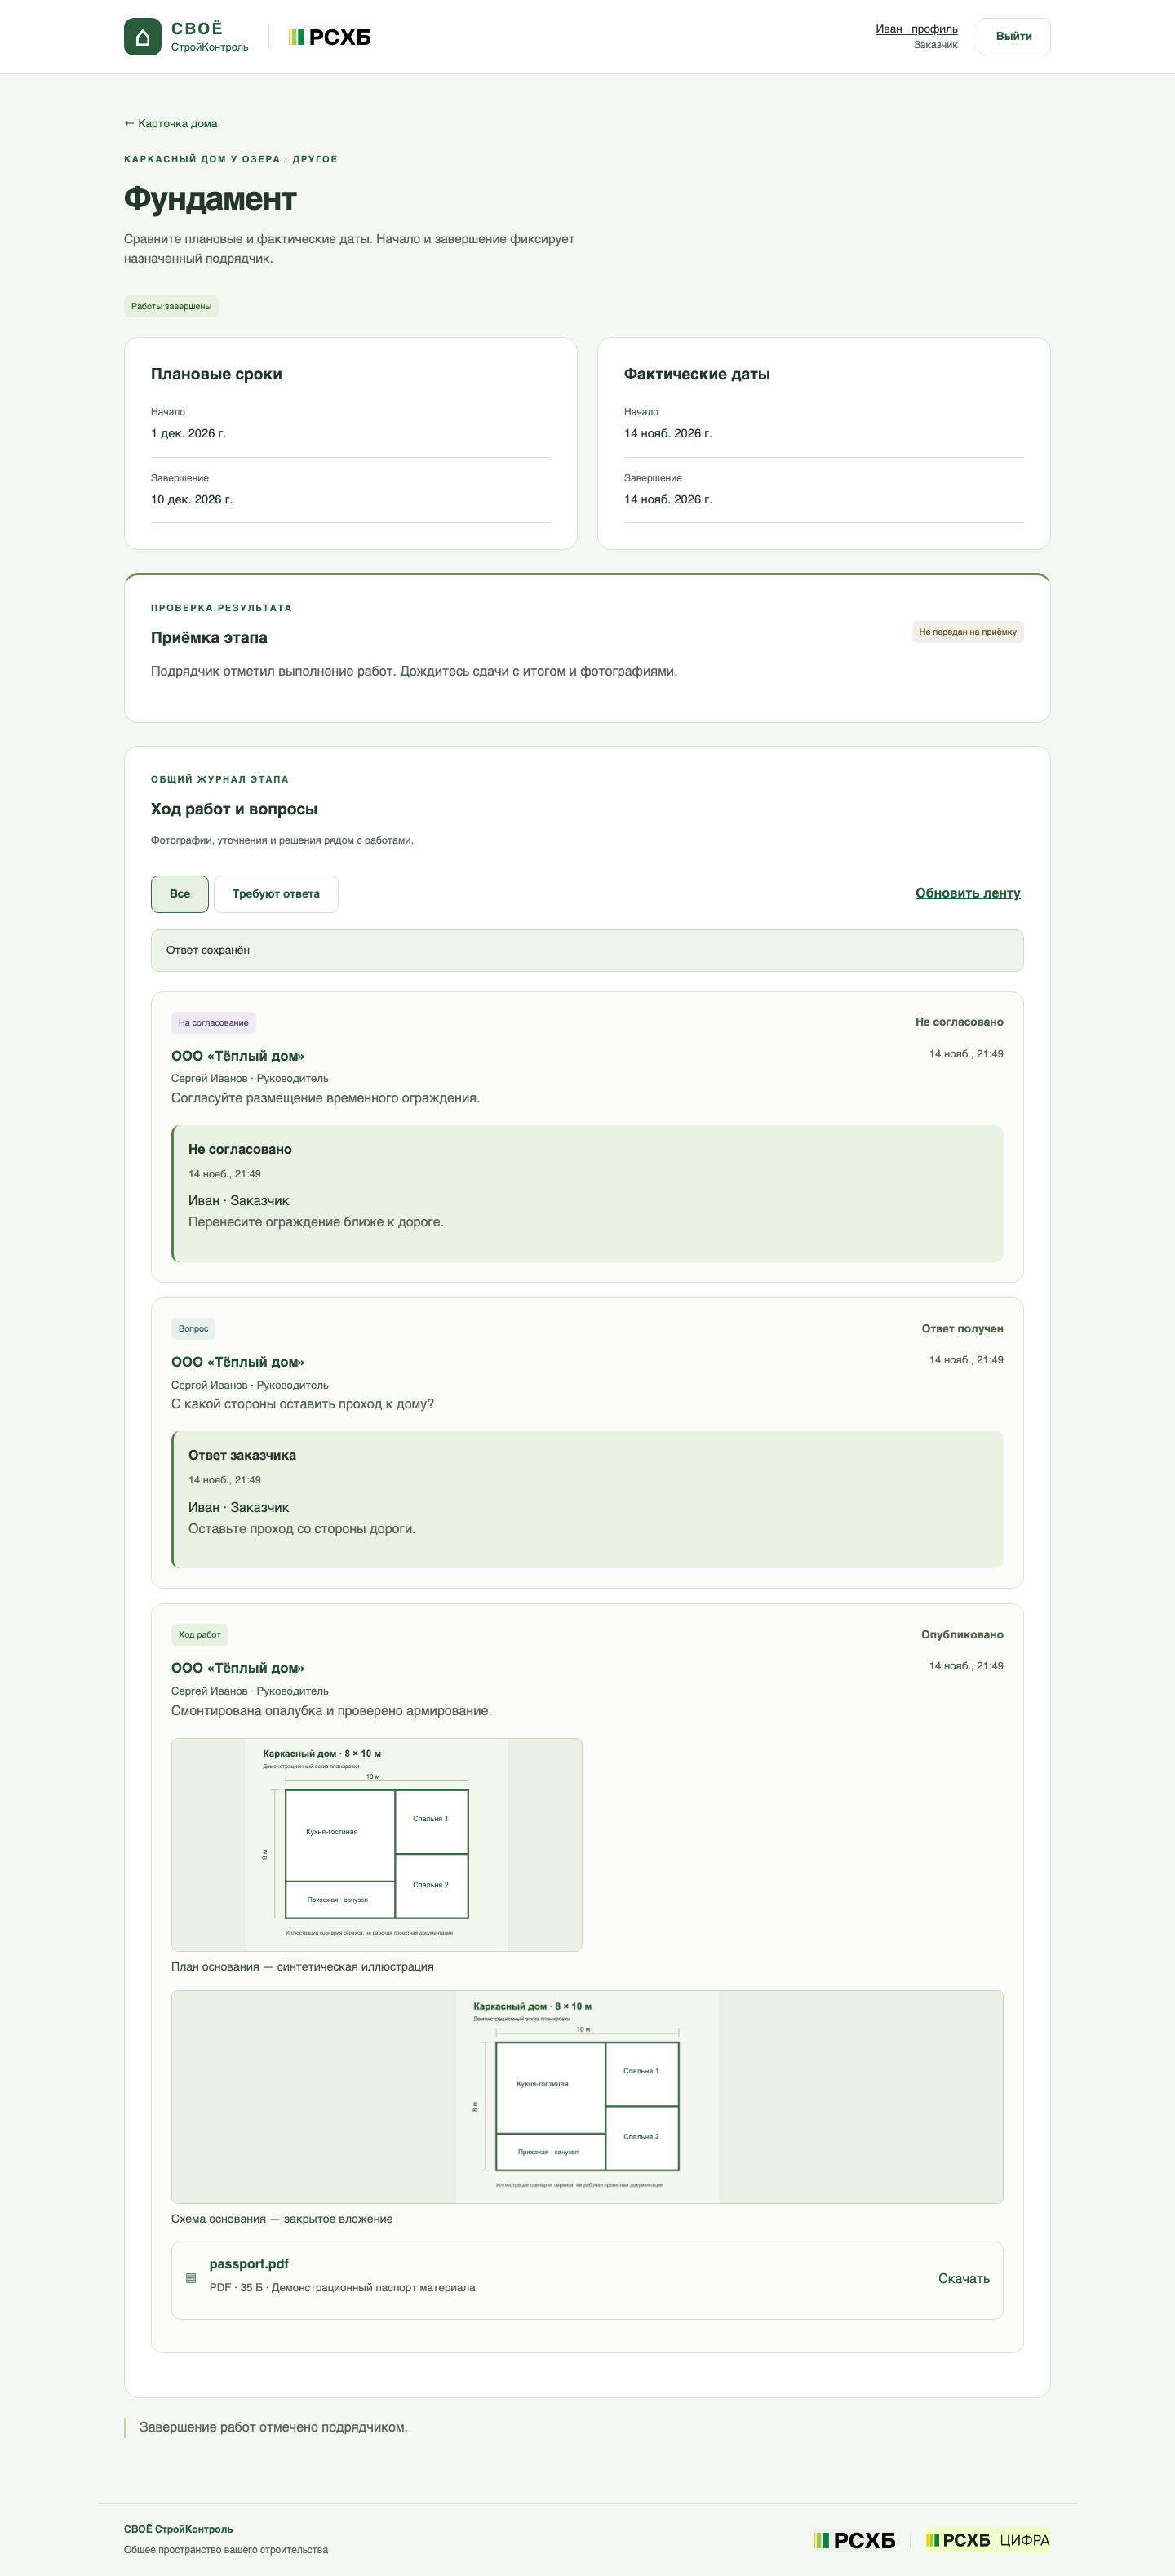 СВОЁ
СтройКонтроль
РСХБ
Иван · профиль
Заказчик
Выйти
← Карточка дома
КАРКАСНЫЙ ДОМ У ОЗЕРА · ДРУГОЕ
Фундамент
Сравните плановые и фактические даты. Начало и завершение фиксирует
назначенный подрядчик.
Работы завершены
Плановые сроки
Начало
1 дек. 2026 г.
Завершение
10 дек. 2026 г.
Фактические даты
Начало
14 нояб. 2026 г.
Завершение
14 нояб. 2026 г.
ПРОВЕРКА РЕЗУЛЬТАТА
Приёмка этапа
Не передан на приёмку
Подрядчик отметил выполнение работ. Дождитесь сдачи с итогом и фотографиями.
ОБЩИЙ ЖУРНАЛ ЭТАПА
Ход работ и вопросы
Фотографии, уточнения и решения рядом с работами.
Все
Требуют ответа
Обновить ленту
Ответ сохранён
На согласование
Не согласовано
ООО «Тёплый дом»
14 нояб., 21:49
Сергей Иванов · Руководитель
Согласуйте размещение временного ограждения.
Не согласовано
14 нояб., 21:49
Иван · Заказчик
Перенесите ограждение ближе к дороге.
Вопрос
Ответ получен
ООО «Тёплый дом»
14 нояб., 21:49
Сергей Иванов · Руководитель
С какой стороны оставить проход к дому?
Ответ заказчика
14 нояб., 21:49
Иван · Заказчик
Оставьте проход со стороны дороги.
Ход работ
Опубликовано
ООО «Тёплый дом»
14 нояб., 21:49
Сергей Иванов · Руководитель
Смонтирована опалубка и проверено армирование.
Каркасный дом · 8 × 10 м
Демонстрационный эскиз планировки
10 м
8 м
Кухня-гостиная
Спальня 1
Спальня 2
Прихожая · санузел
Иллюстрация сценария сервиса, не рабочая проектная документация
План основания — синтетическая иллюстрация
Каркасный дом · 8 × 10 м
Демонстрационный эскиз планировки
10 м
8 м
Кухня-гостиная
Спальня 1
Спальня 2
Прихожая · санузел
Иллюстрация сценария сервиса, не рабочая проектная документация
Схема основания — закрытое вложение
passport.pdf
PDF · 35 Б · Демонстрационный паспорт материала
Скачать
Завершение работ отмечено подрядчиком.
СВОЁ СтройКонтроль
Общее пространство вашего строительства
РСХБ
РСХБ ЦИФРА